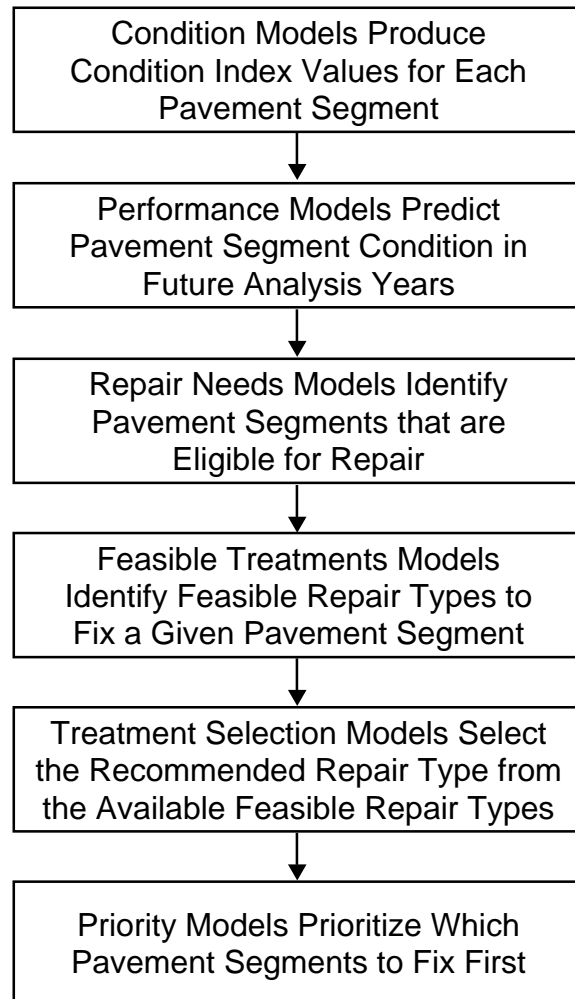 Condition Models Produce
Condition Index Values for Each
Pavement Segment
Performance Models Predict
Pavement Segment Condition in
Future Analysis Years
Repair Needs Models Identify
Pavement Segments that are
Eligible for Repair
Feasible Treatments Models
Identify Feasible Repair Types to
Fix a Given Pavement Segment
Treatment Selection Models Select
the Recommended Repair Type from
the Available Feasible Repair Types
Priority Models Prioritize Which
Pavement Segments to Fix First